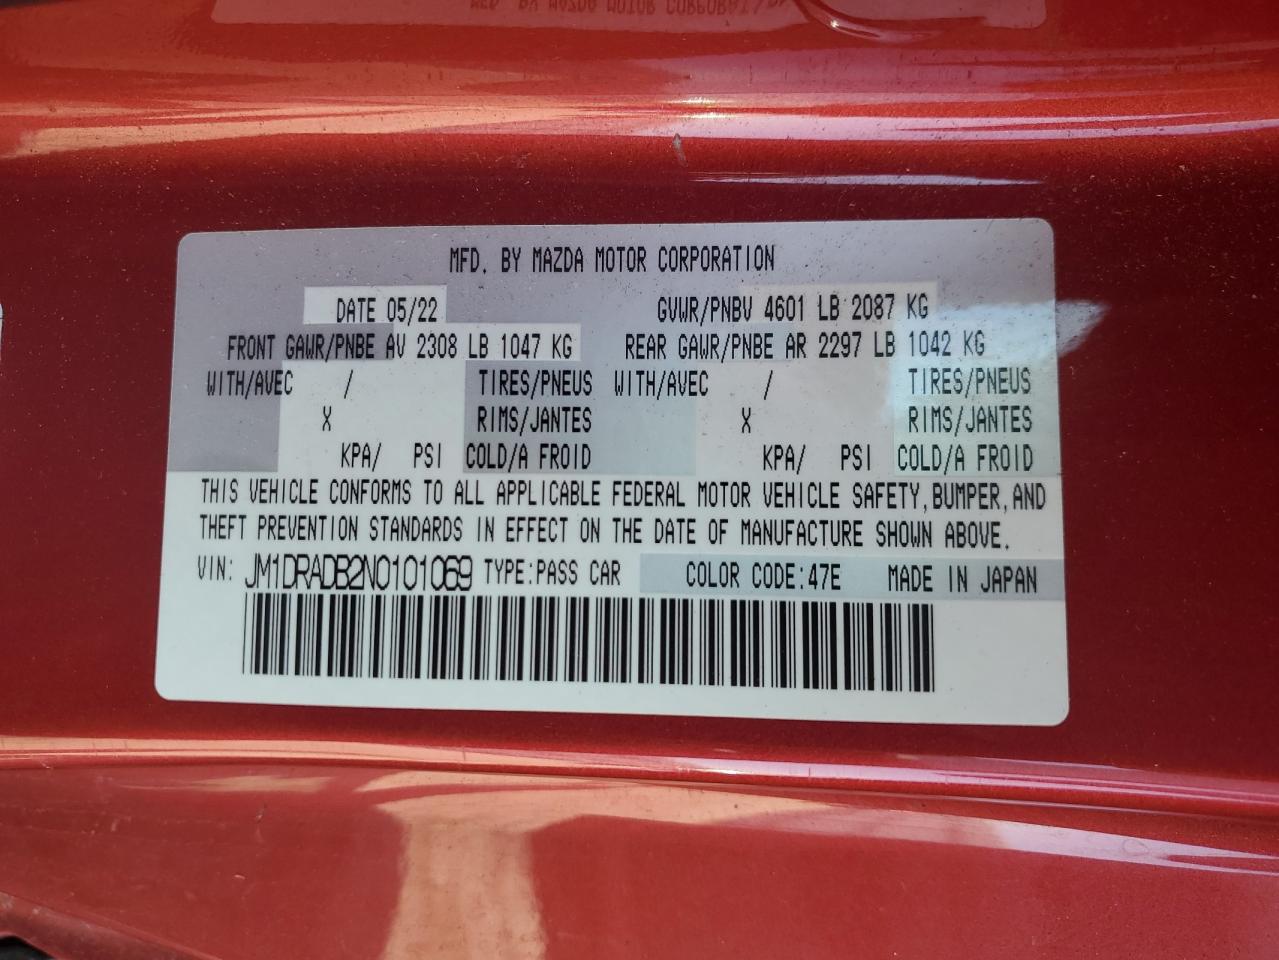 MFD. BY MAZDA MOTOR CORPORATION
DATE 05/22 GVWR/PNBV 4601 LB 2087 KG
FRONT GAWR/PNBE AV 2308 LB 1047 KG REAR GAWR/PNBE AR 2297 LB 1042 KG
WITH/AVEC / TIRES/PNEUS WITH/AVEC / TIRES/PNEUS
X RIMS/JANTES X RIMS/JANTES
KPA/ PSI COLD/A FROID KPA/ PSI COLD/A FROID
THIS VEHICLE CONFORMS TO ALL APPLICABLE FEDERAL MOTOR VEHICLE SAFETY, BUMPER, AND
THEFT PREVENTION STANDARDS IN EFFECT ON THE DATE OF MANUFACTURE SHOWN ABOVE.
VIN: JM1DRADB2N0101069 TYPE:PASS CAR COLOR CODE:47E MADE IN JAPAN